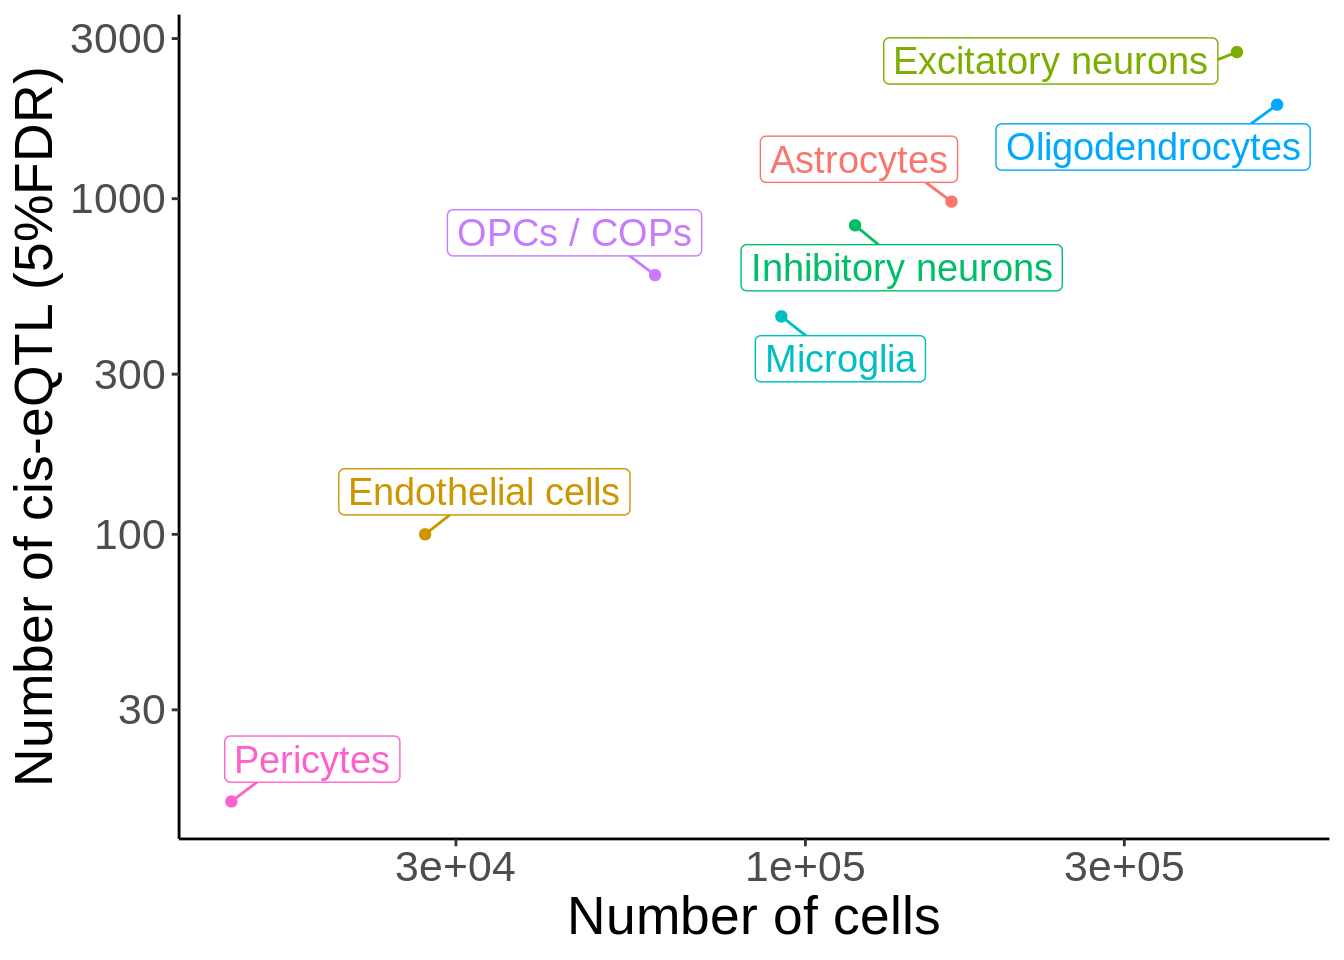 Number of cis-eQTL (5%FDR)
3000
1000
300
100
30
Excitatory neurons
Oligodendrocytes
Astrocytes
OPCs / COPs
Inhibitory neurons
Microglia
Endothelial cells
Pericytes
3e+04
1e+05
3e+05
Number of cells